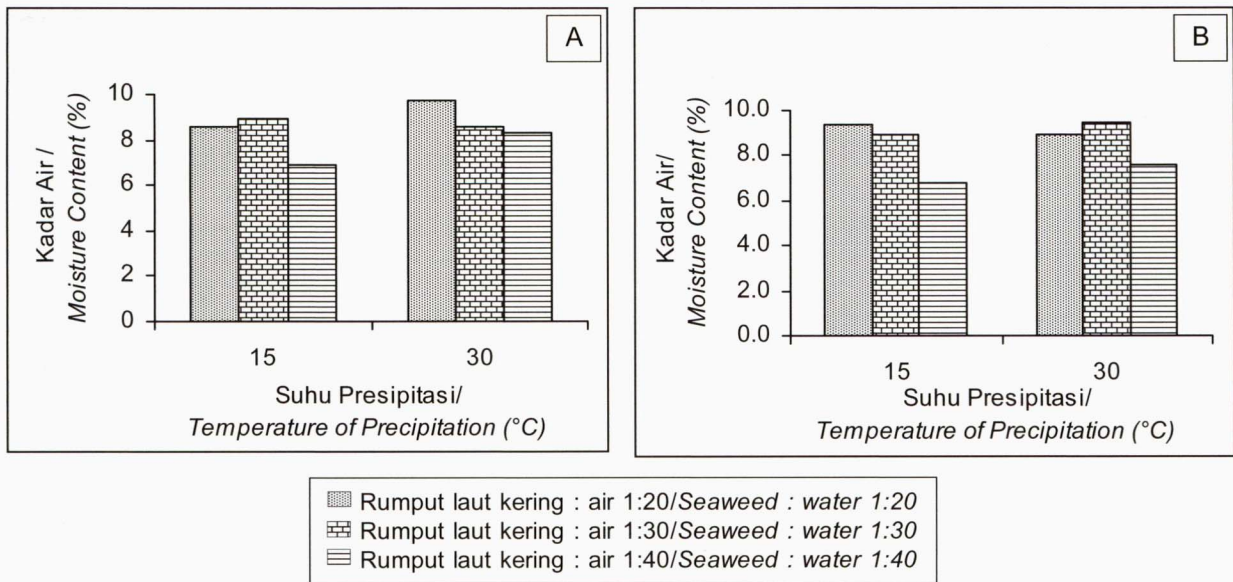 A
Kadar Air /
Moisture Content (%)
10
8
6
4
2
0
15
30
Suhu Presipitasi/
Temperature of Precipitation (°C)
B
Kadar Air/
Moisture Content (%)
10.0
8.0
6.0
4.0
2.0
0.0
15
30
Suhu Presipitasi/
Temperature of Precipitation (°C)
Rumput laut kering : air 1:20/Seaweed : water 1:20
Rumput laut kering : air 1:30/Seaweed : water 1:30
Rumput laut kering : air 1:40/Seaweed : water 1:40